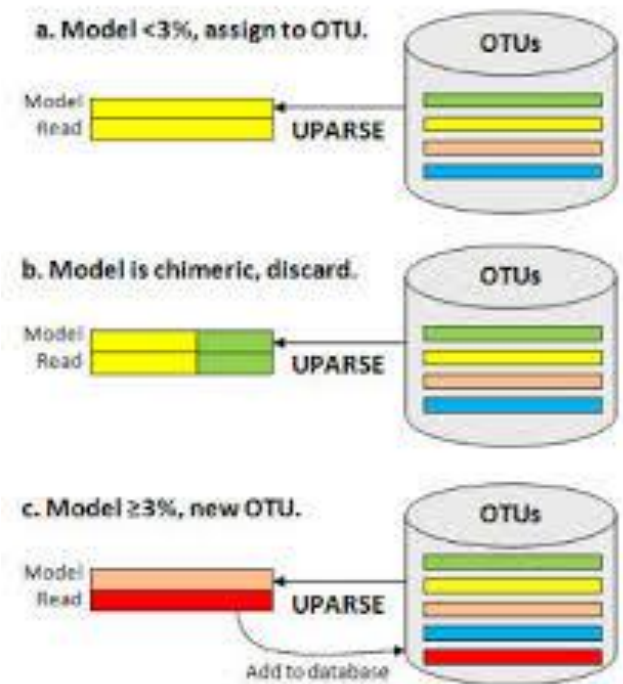 a. Model <3%, assign to OTU.
OTUs
Model
Read
UPARSE
b. Model is chimeric, discard.
OTUs
Model
Read
UPARSE
c. Model ≥3%, new OTU.
OTUs
Model
Read
UPARSE
Add to database